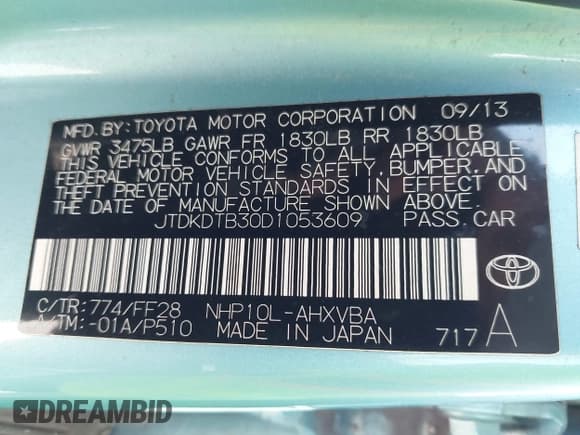 MFD. BY: TOYOTA MOTOR CORPORATION 09/13
GVWR 3475LB GAWR FR 1830LB RR 1830LB
THIS VEHICLE CONFORMS TO ALL APPLICABLE
FEDERAL MOTOR VEHICLE SAFETY, BUMPER, AND
THEFT PREVENTION STANDARDS IN EFFECT ON
THE DATE OF MANUFACTURE SHOWN ABOVE.
JTDKDTB30D1053609 PASS. CAR
C/TR: 774/FF28 NHP10L-AHXVBA
A/TM: -01A/P510 MADE IN JAPAN 717 A
DREAMBID